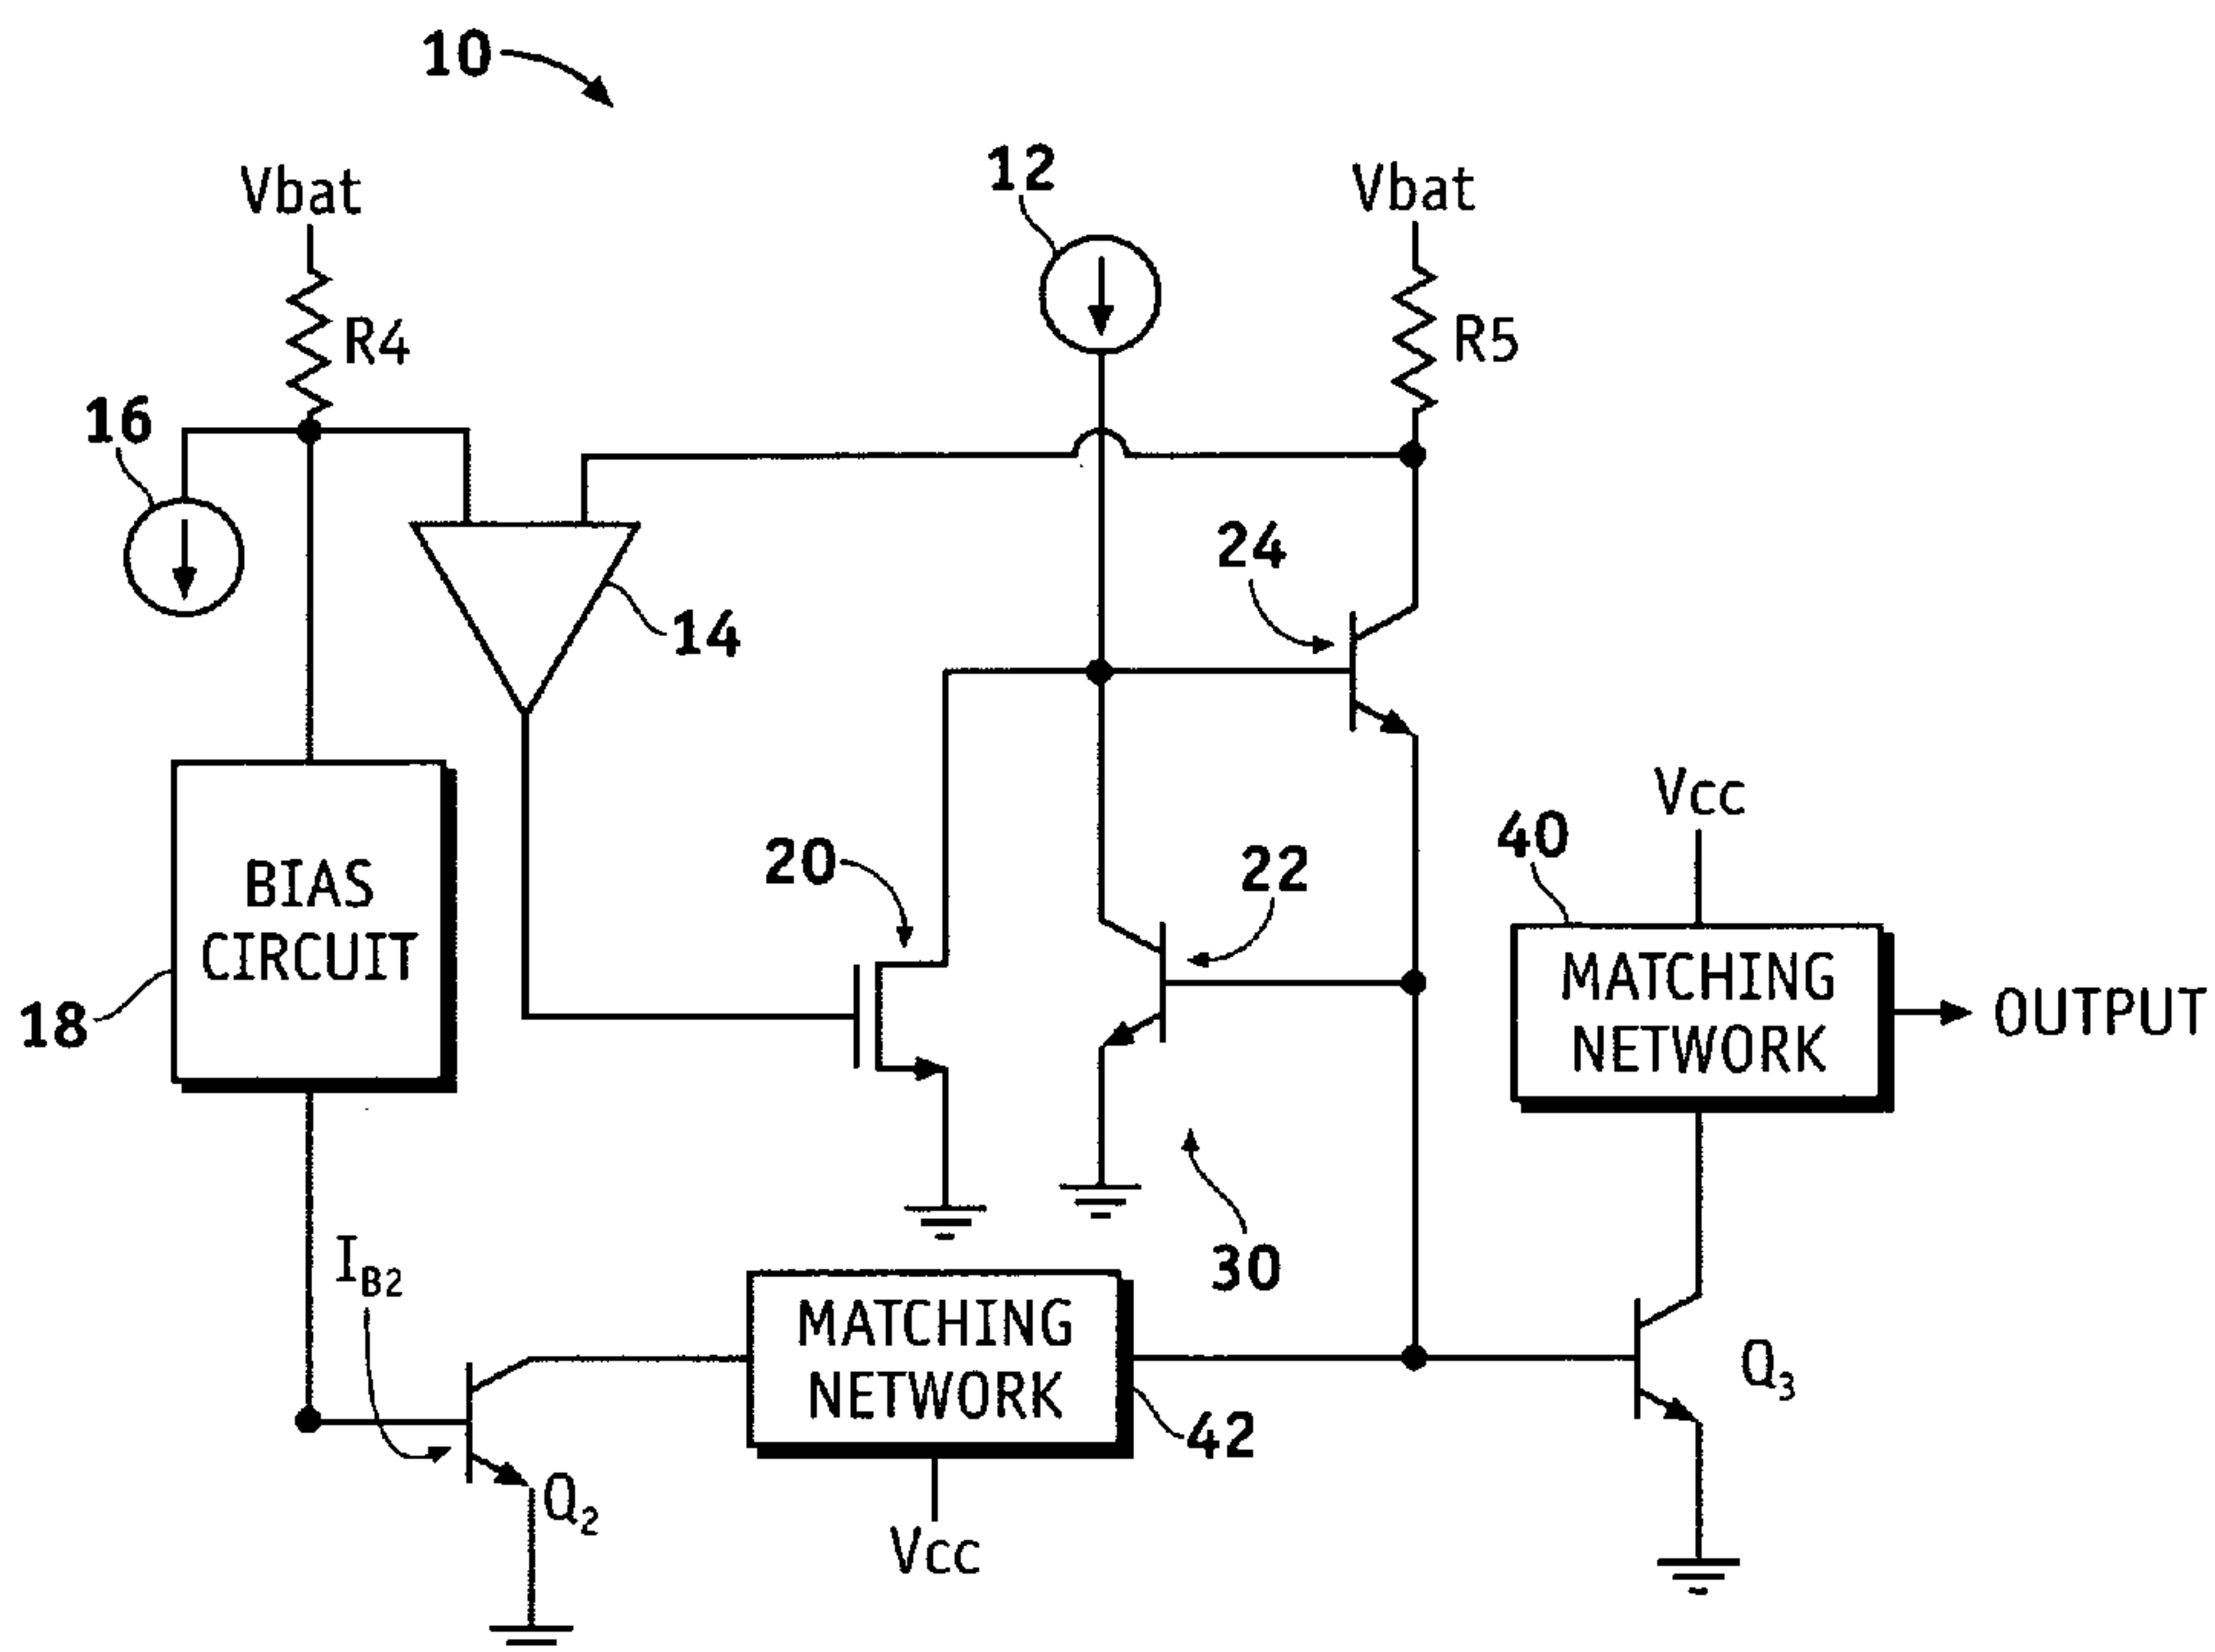 10
12
Vbat
Vbat
R4
R5
16
24
14
Vcc
40
20
22
BIAS
CIRCUIT
MATCHING
NETWORK
OUTPUT
18
IB2
30
MATCHING
NETWORK
Q3
42
Q2
Vcc